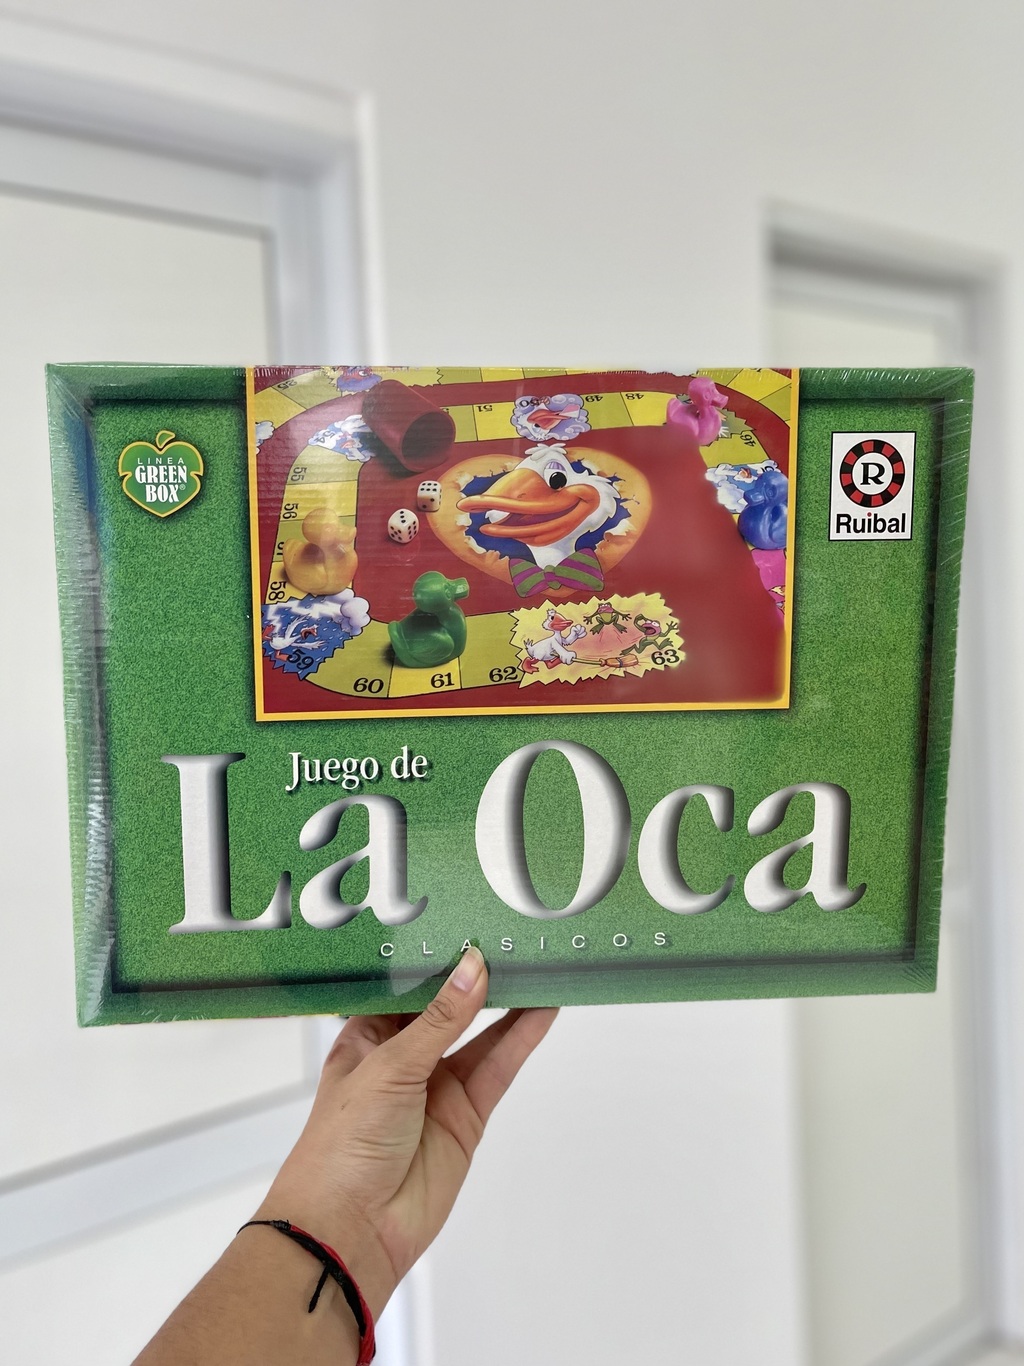 LINEA
GREEN
BOX®
R
Ruibal
51
50
49
48
46
55
56
58
59
60
61
62
63
Juego de
La Oca
CLASICOS